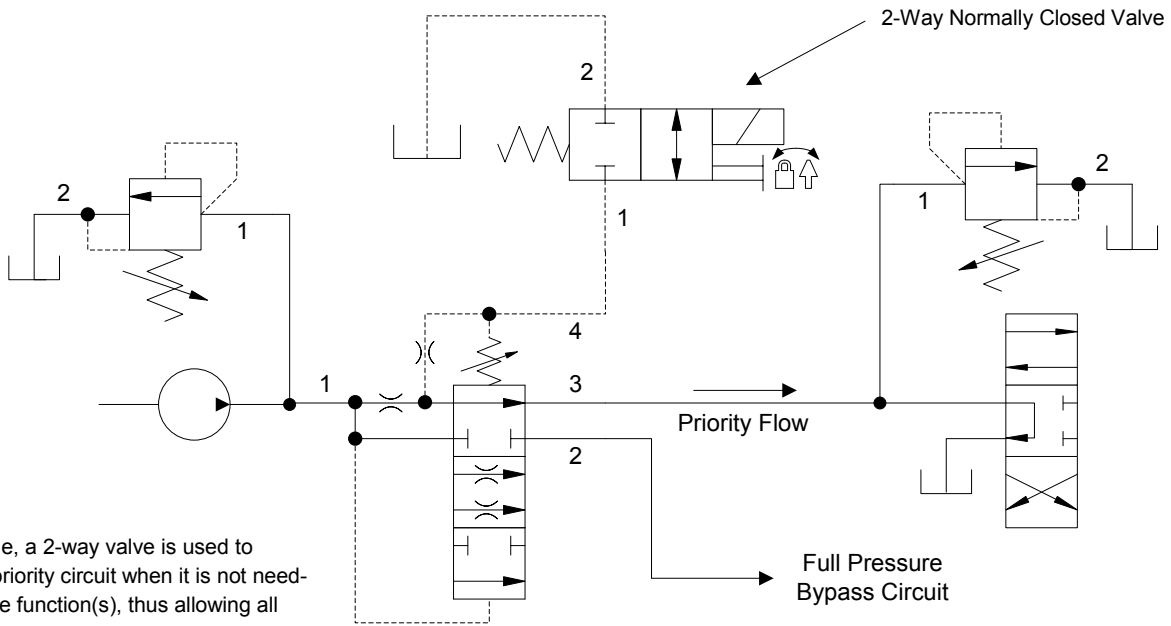 2-Way Normally Closed Valve
2
2
1
1
2
1
4
1
3
Priority Flow
2
e, a 2-way valve is used to
riority circuit when it is not need-
e function(s), thus allowing all
Full Pressure
Bypass Circuit